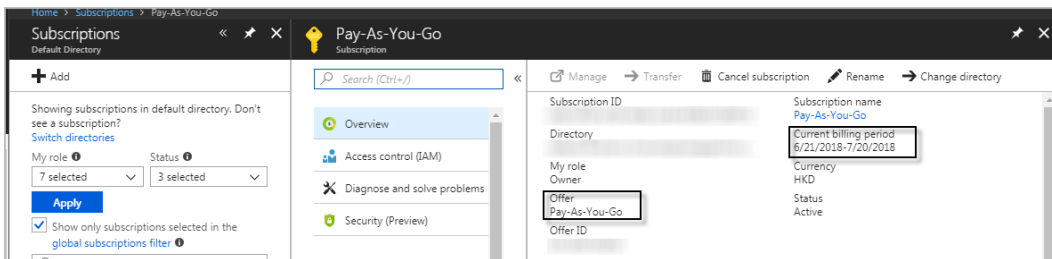 Home > Subscriptions > Pay-As-You-Go
Subscriptions
Default Directory
Add
Showing subscriptions in default directory. Don't
see a subscription?
Switch directories
My role
Status
7 selected
3 selected
Apply
Show only subscriptions selected in the
global subscriptions filter
Pay-As-You-Go
Subscription
Search (Ctrl+/)
Overview
Access control (IAM)
Diagnose and solve problems
Security (Preview)
Manage
Transfer
Cancel subscription
Rename
Change directory
Subscription ID
Directory
My role
Owner
Offer
Pay-As-You-Go
Offer ID
Subscription name
Pay-As-You-Go
Current billing period
6/21/2018-7/20/2018
Currency
HKD
Status
Active